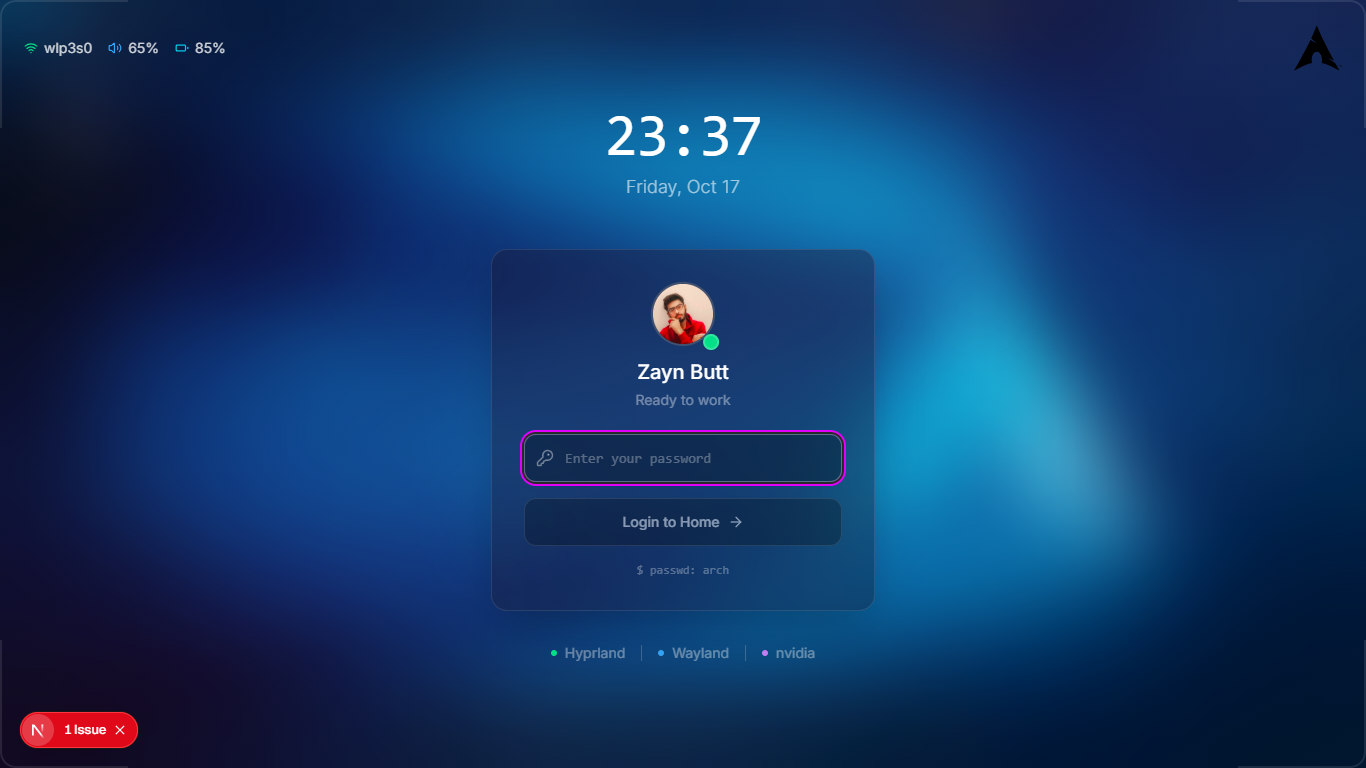 wlp3s0 65% 85%
23:37
Friday, Oct 17
Zayn Butt
Ready to work
Enter your password
Login to Home →
$ passwd: arch
Hyprland | Wayland | nvidia
N 1 Issue ×